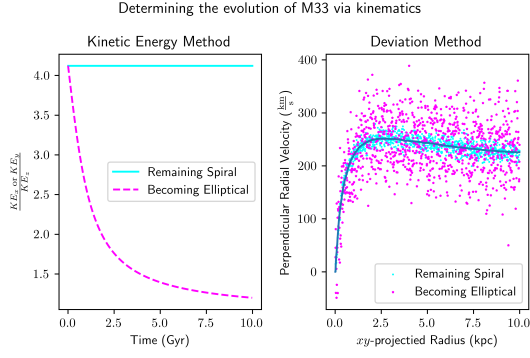 Determining the evolution of M33 via kinematics
Kinetic Energy Method
4.0
3.5
3.0
2.5
2.0
1.5
KE_x or KE_y
KE_z
Remaining Spiral
Becoming Elliptical
0.0 2.5 5.0 7.5 10.0
Time (Gyr)
Deviation Method
400
300
200
100
0
Perpendicular Radial Velocity (km/s)
Remaining Spiral
Becoming Elliptical
0.0 2.5 5.0 7.5 10.0
xy-projectied Radius (kpc)